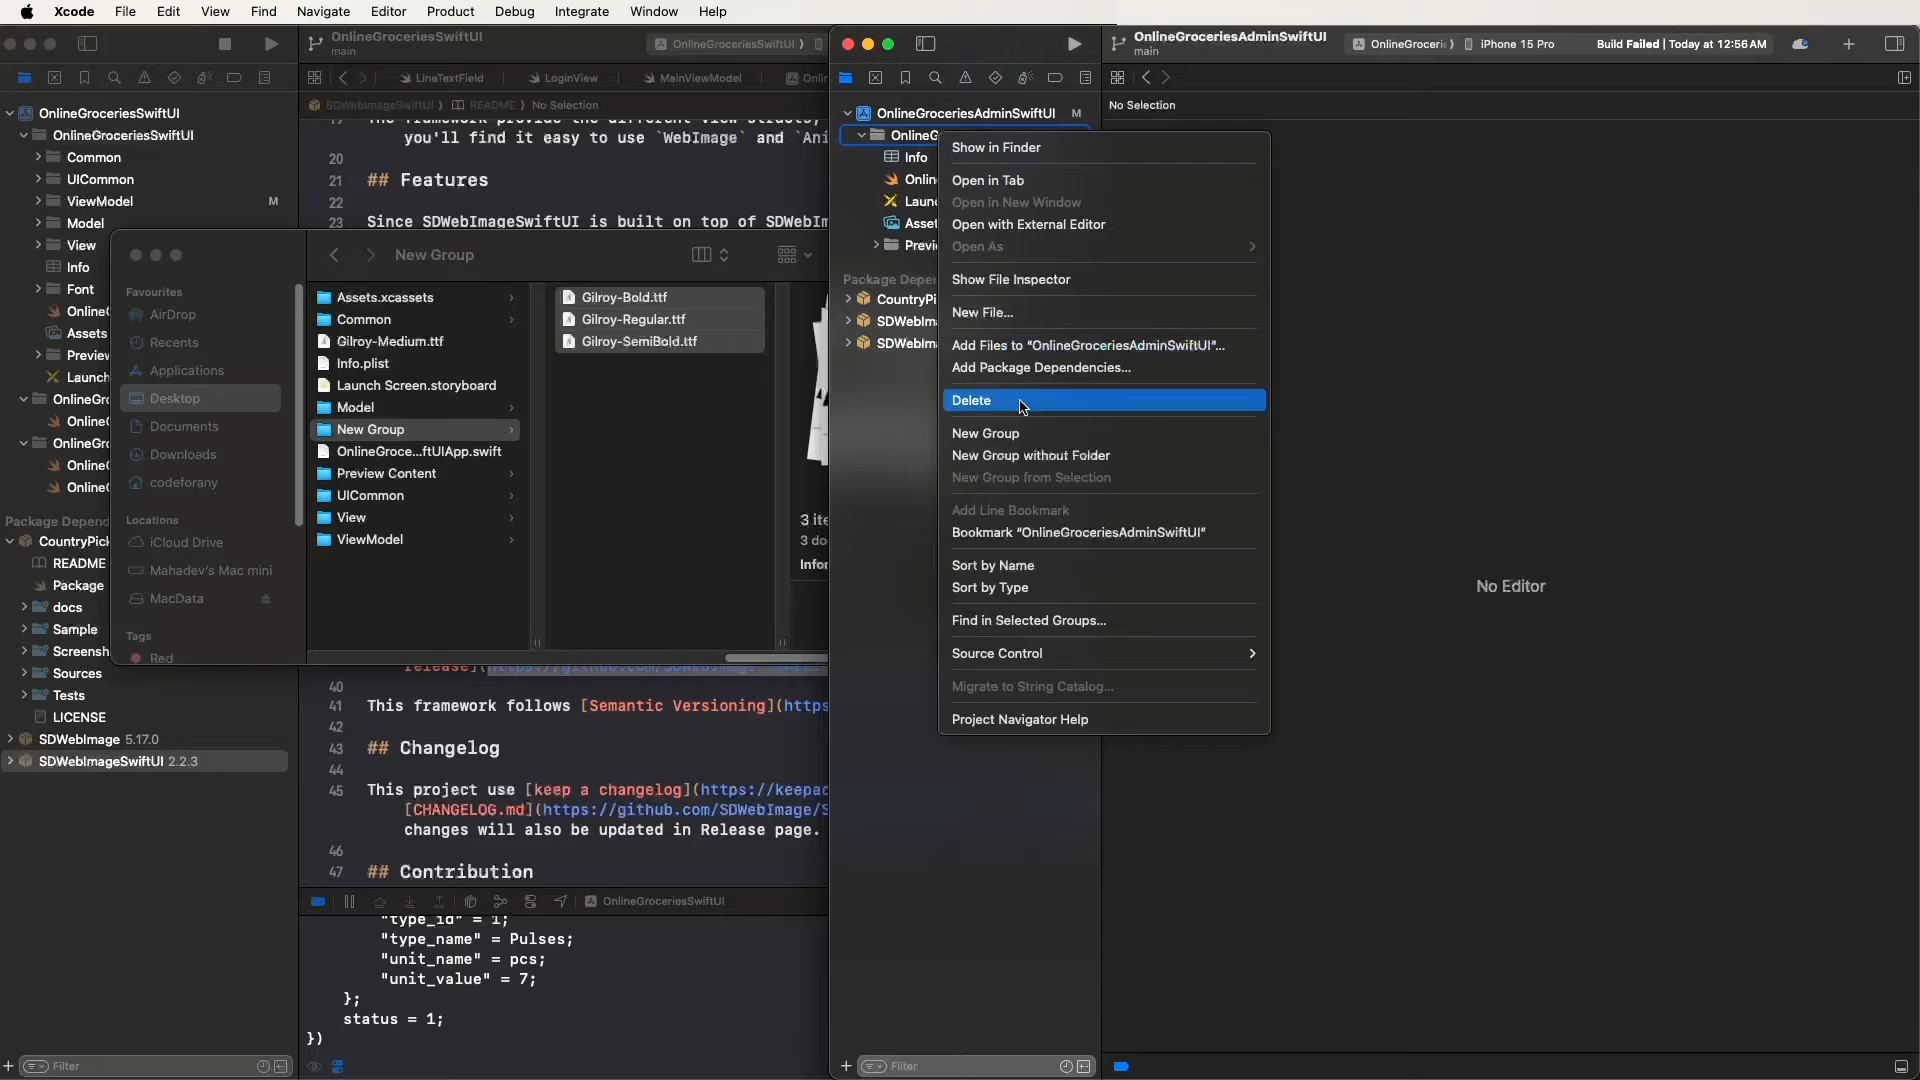 Xcode File Edit View Find Navigate Editor Product Debug Integrate Window Help
OnlineGroceriesSwiftUI
main
OnlineGroceriesSwiftUI
OnlineGroceriesAdminSwiftUI
main
iPhone 15 Pro
Build Failed | Today at 12:56 AM
LineTextField
LoginView
MainViewModel
SDWebImageSwiftUI
README
No Selection
No Selection
OnlineGroceriesSwiftUI
OnlineGroceriesSwiftUI
Common
UICommon
ViewModel M
Model
View
Info
Font
Assets
Launch
README
Package
docs
Sample
Sources
Tests
LICENSE
SDWebImage 5.17.0
SDWebImageSwiftUI 2.2.3
Filter
you'll find it easy to use `WebImage` and
20
21 ## Features
22
23 Since SDWebImageSwiftUI is built on top of
New Group
Favourites
AirDrop
Recents
Applications
Desktop
Documents
Downloads
codeforany
Locations
iCloud Drive
Mahadev's Mac mini
MacData
Tags
Red
Assets.xcassets
Common
Gilroy-Medium.ttf
Info.plist
Launch Screen.storyboard
Model
New Group
OnlineGroce...ftUIApp.swift
Preview Content
UICommon
View
ViewModel
Gilroy-Bold.ttf
Gilroy-Regular.ttf
Gilroy-SemiBold.ttf
40
41 This framework follows [Semantic Versioning](https
42
43 ## Changelog
44
45 This project use [keep a changelog](https://keepac
[CHANGELOG.md](https://github.com/SDWebImage/S
changes will also be updated in Release page.
46
47 ## Contribution
OnlineGroceriesSwiftUI
"type_id" = 1;
"type_name" = Pulses;
"unit_name" = pcs;
"unit_value" = 7;
};
status = 1;
})
OnlineGroceriesAdminSwiftUI M
Info
Filter
Show in Finder
Open in Tab
Open in New Window
Open with External Editor
Open As
Show File Inspector
New File...
Add Files to "OnlineGroceriesAdminSwiftUI"...
Add Package Dependencies...
Delete
New Group
New Group without Folder
New Group from Selection
Add Line Bookmark
Bookmark "OnlineGroceriesAdminSwiftUI"
Sort by Name
Sort by Type
Find in Selected Groups...
Source Control
Migrate to String Catalog...
Project Navigator Help
No Editor